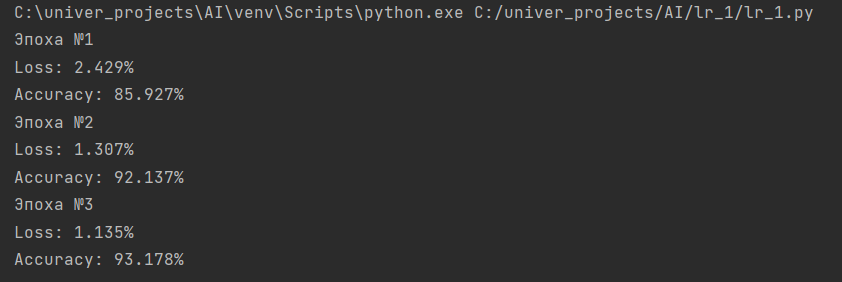 C:\univer_projects\AI\venv\Scripts\python.exe C:/univer_projects/AI/lr_1/lr_1.py
Эпоха №1
Loss: 2.429%
Accuracy: 85.927%
Эпоха №2
Loss: 1.307%
Accuracy: 92.137%
Эпоха №3
Loss: 1.135%
Accuracy: 93.178%